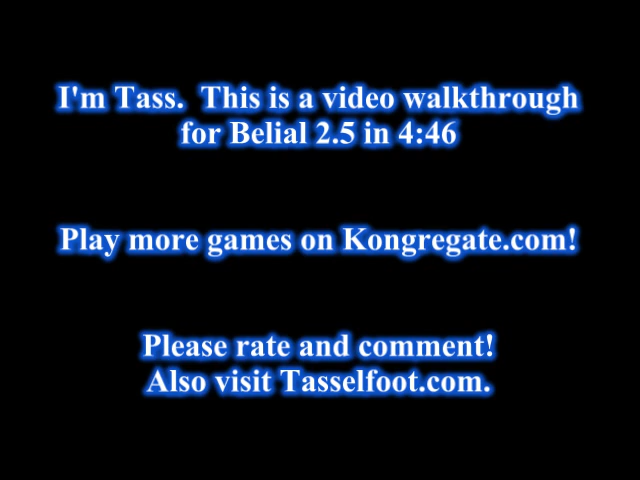 I'm Tass.  This is a video walkthrough
for Belial 2.5 in 4:46
Play more games on Kongregate.com!
Please rate and comment!
Also visit Tasselfoot.com.